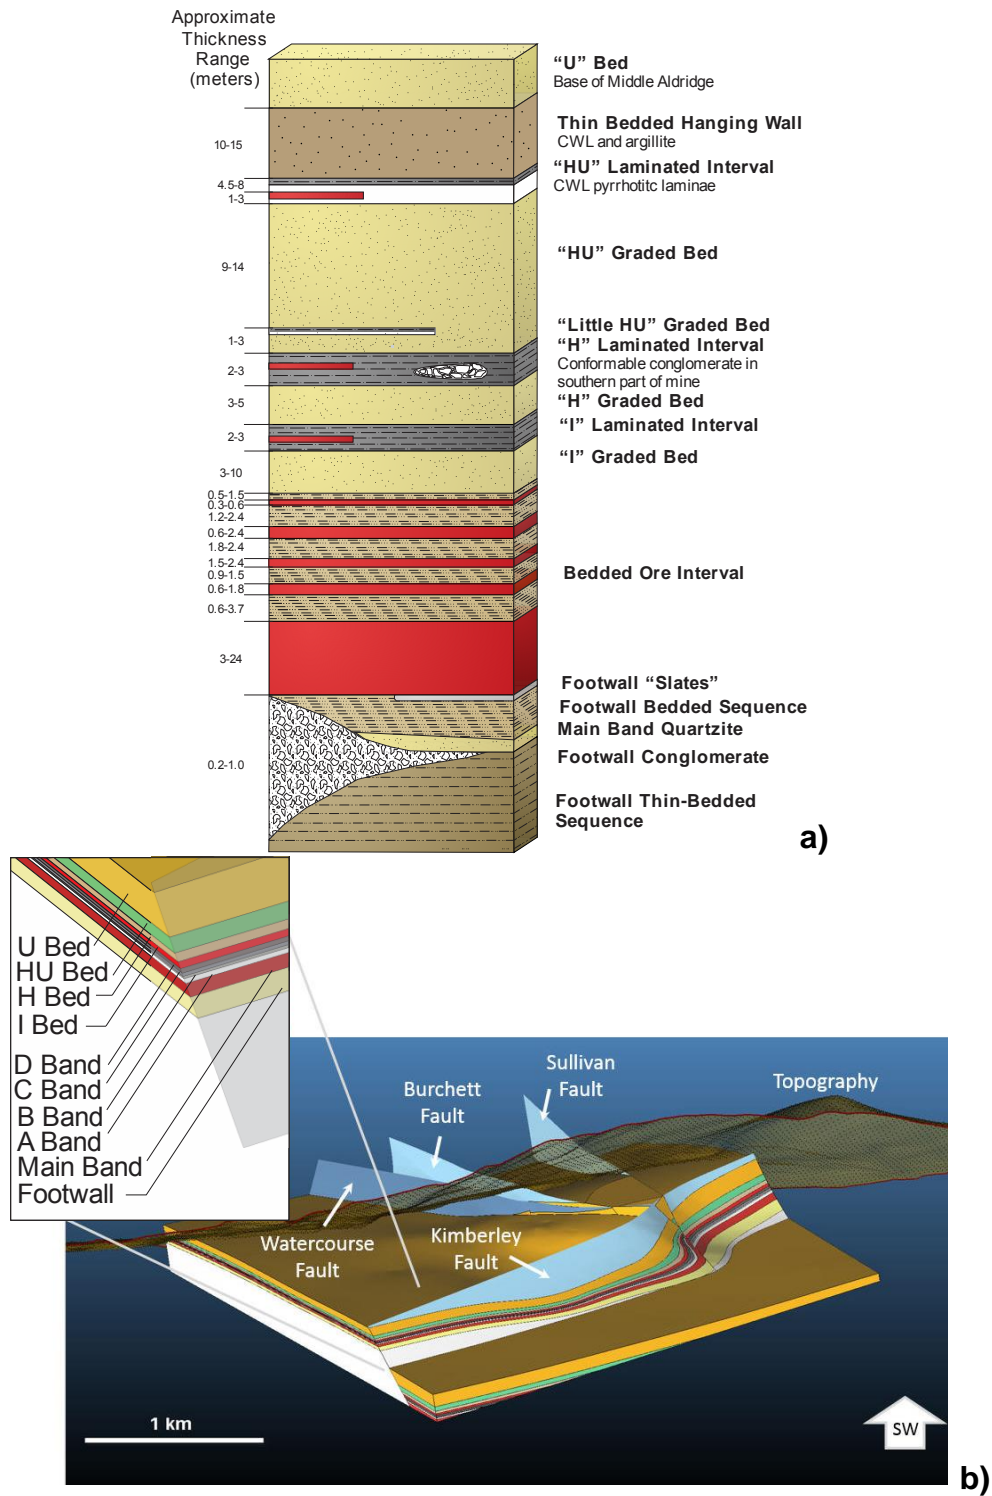 Approximate
Thickness
Range
(meters)
“U” Bed
Base of Middle Aldridge
Thin Bedded Hanging Wall
CWL and argillite
10-15
“HU” Laminated Interval
CWL pyrrhotitc laminae
4.5-8
1-3
“HU” Graded Bed
9-14
“Little HU” Graded Bed
1-3
“H” Laminated Interval
Conformable conglomerate in
southern part of mine
2-3
“H” Graded Bed
3-5
“I” Laminated Interval
2-3
“I” Graded Bed
3-10
0.5-1.5
0.3-0.6
1.2-2.4
0.6-2.4
1.8-2.4
1.5-2.4
0.9-1.5
Bedded Ore Interval
0.6-1.8
0.6-3.7
3-24
Footwall “Slates”
Footwall Bedded Sequence
Main Band Quartzite
Footwall Conglomerate
0.2-1.0
Footwall Thin-Bedded
Sequence
a)
U Bed
HU Bed
H Bed
I Bed
D Band
C Band
B Band
A Band
Main Band
Footwall
Sullivan
Fault
Burchett
Fault
Topography
Watercourse
Fault
Kimberley
Fault
1 km
SW
b)